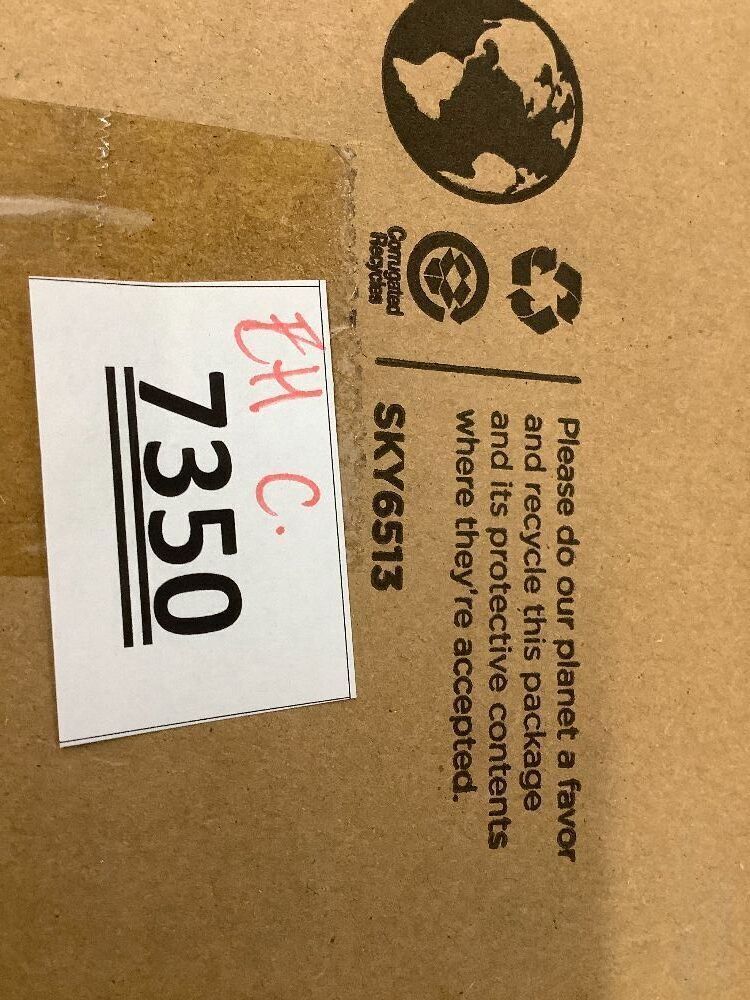 Please do our planet a favor
and recycle this package
and its protective contents
where they're accepted.
Corrugated
Recycles
SKY6513
EH C.
7350